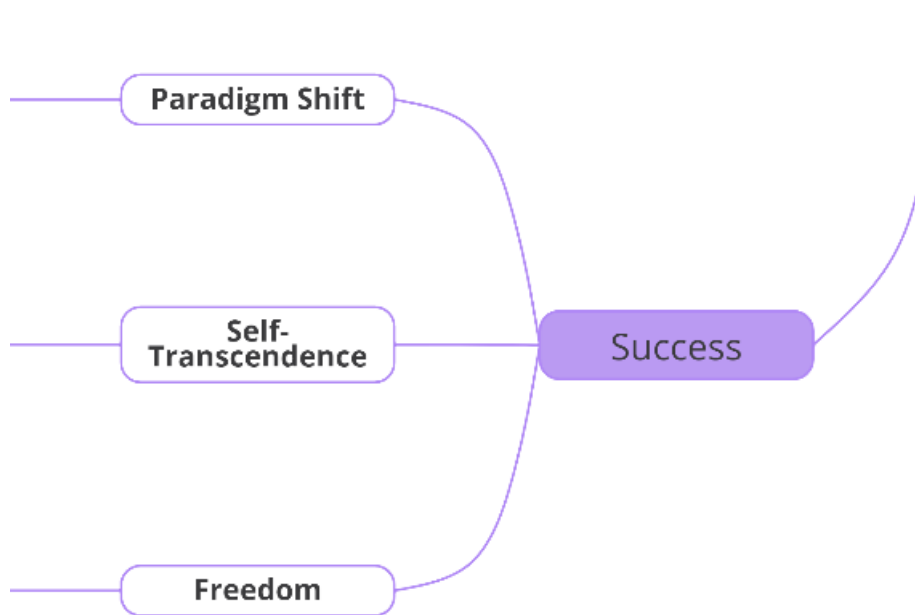 Paradigm Shift
Self-
Transcendence
Success
Freedom